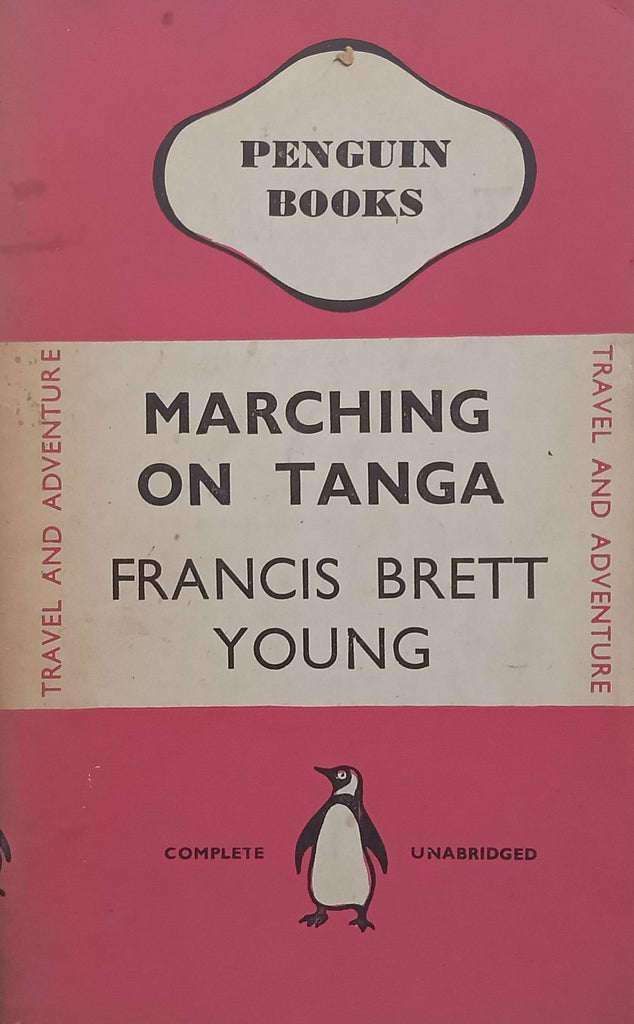 PENGUIN
BOOKS
TRAVEL AND ADVENTURE
MARCHING
ON TANGA
FRANCIS BRETT
YOUNG
TRAVEL AND ADVENTURE
COMPLETE
UNABRIDGED